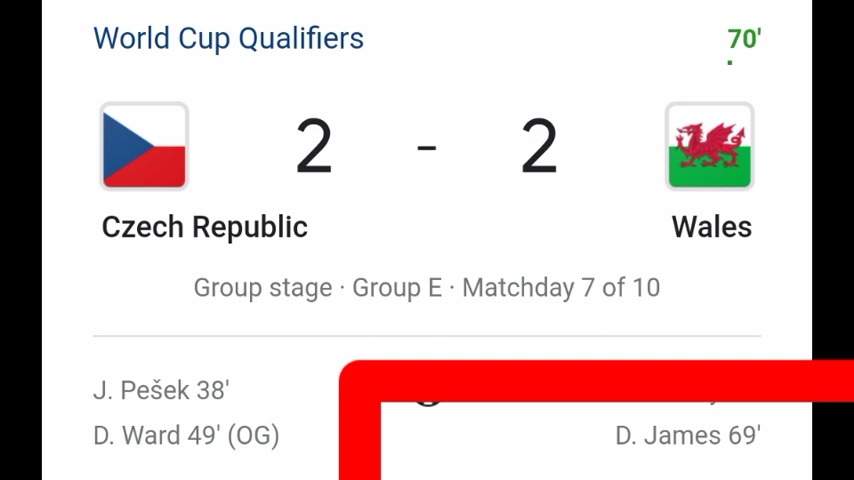 World Cup Qualifiers
70'
2 - 2
Czech Republic
Wales
Group stage · Group E · Matchday 7 of 10
J. Pešek 38'
D. Ward 49' (OG)
D. James 69'